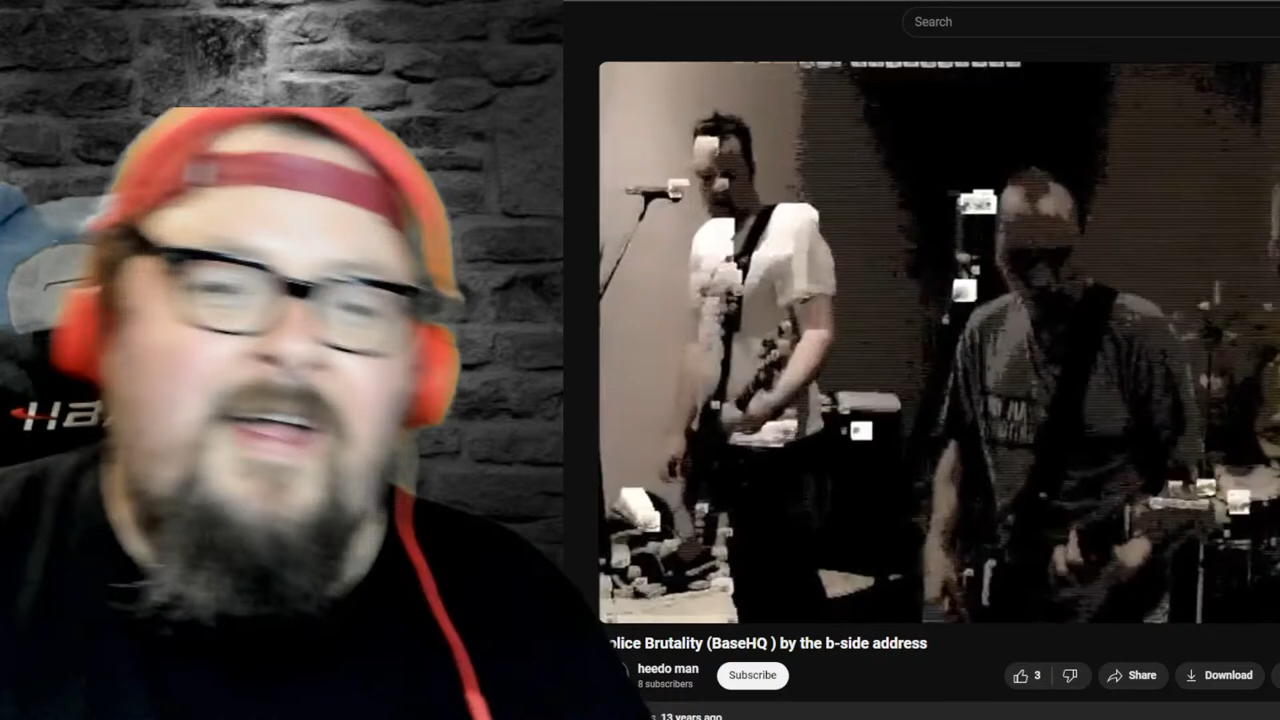 Search
olice Brutality (BaseHQ ) by the b-side address
heedo man
8 subscribers
Subscribe
3
Share
Download
13 years ago